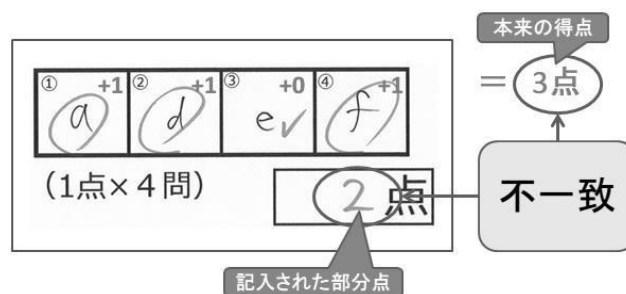 本来の得点
① +1 ② +1 ③ +0 ④ +1
a d e f
= 3点
(1点×4問)
2点
不一致
記入された部分点